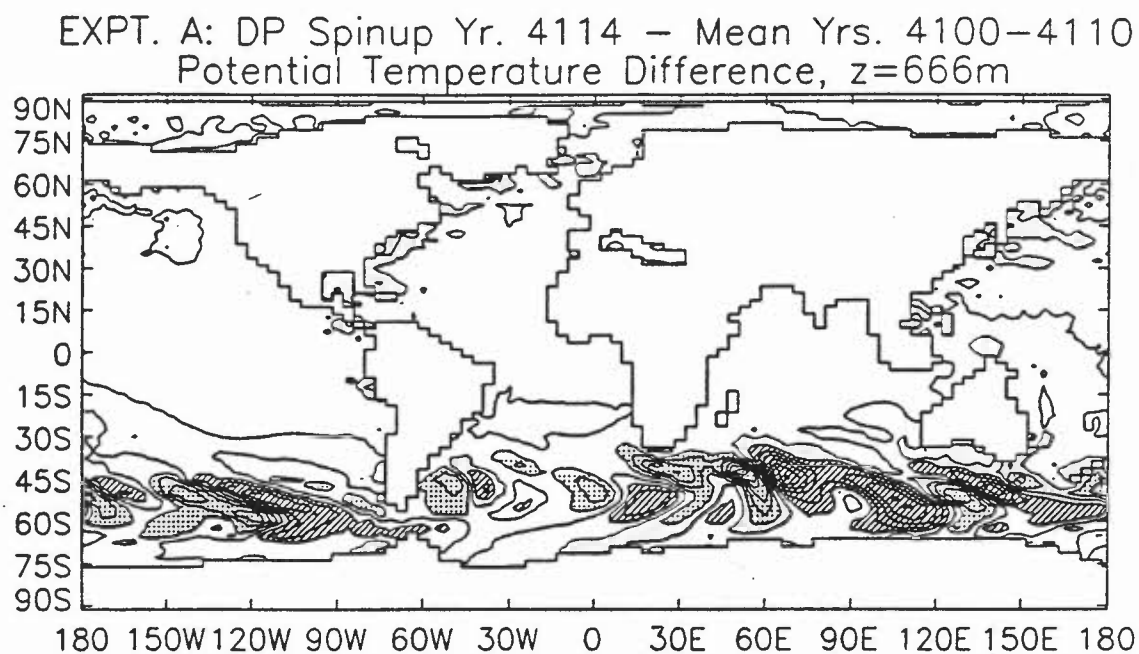 EXPT. A: DP Spinup Yr. 4114 – Mean Yrs. 4100–4110
Potential Temperature Difference, z=666m
90N
75N
60N
45N
30N
15N
0
15S
30S
45S
60S
75S
90S
180 150W 120W 90W 60W 30W 0 30E 60E 90E 120E 150E 180